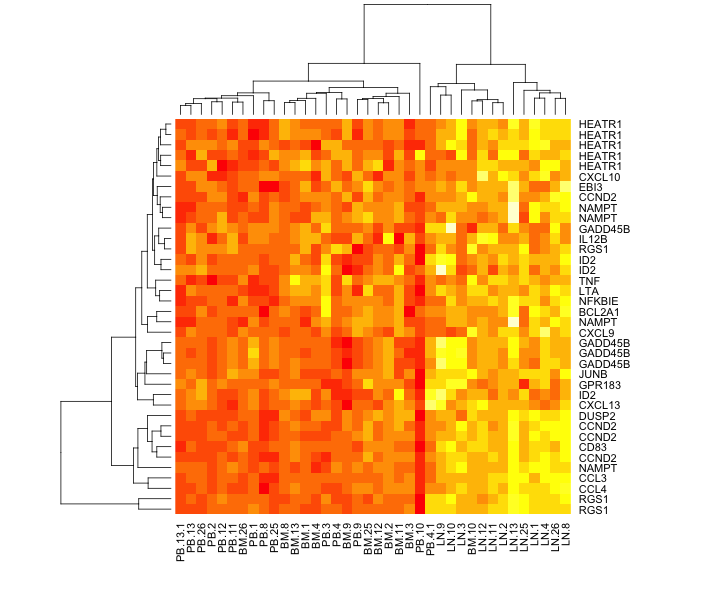 HEATR1
HEATR1
HEATR1
HEATR1
HEATR1
CXCL10
EBI3
CCND2
NAMPT
NAMPT
GADD45B
IL12B
RGS1
ID2
ID2
TNF
LTA
NFKBIE
BCL2A1
NAMPT
CXCL9
GADD45B
GADD45B
GADD45B
JUNB
GPR183
ID2
CXCL13
DUSP2
CCND2
CCND2
CD83
CCND2
NAMPT
CCL3
CCL4
RGS1
RGS1
PB.13.1
PB.13
PB.26
PB.2
PB.12
PB.11
BM.26
PB.1
PB.8
PB.25
BM.8
BM.13
BM.1
BM.4
PB.3
PB.4
BM.9
PB.9
BM.25
BM.12
BM.2
BM.11
BM.3
PB.10
PB.4.1
LN.9
LN.10
LN.3
BM.10
LN.12
LN.11
LN.2
LN.13
LN.25
LN.1
LN.4
LN.26
LN.8